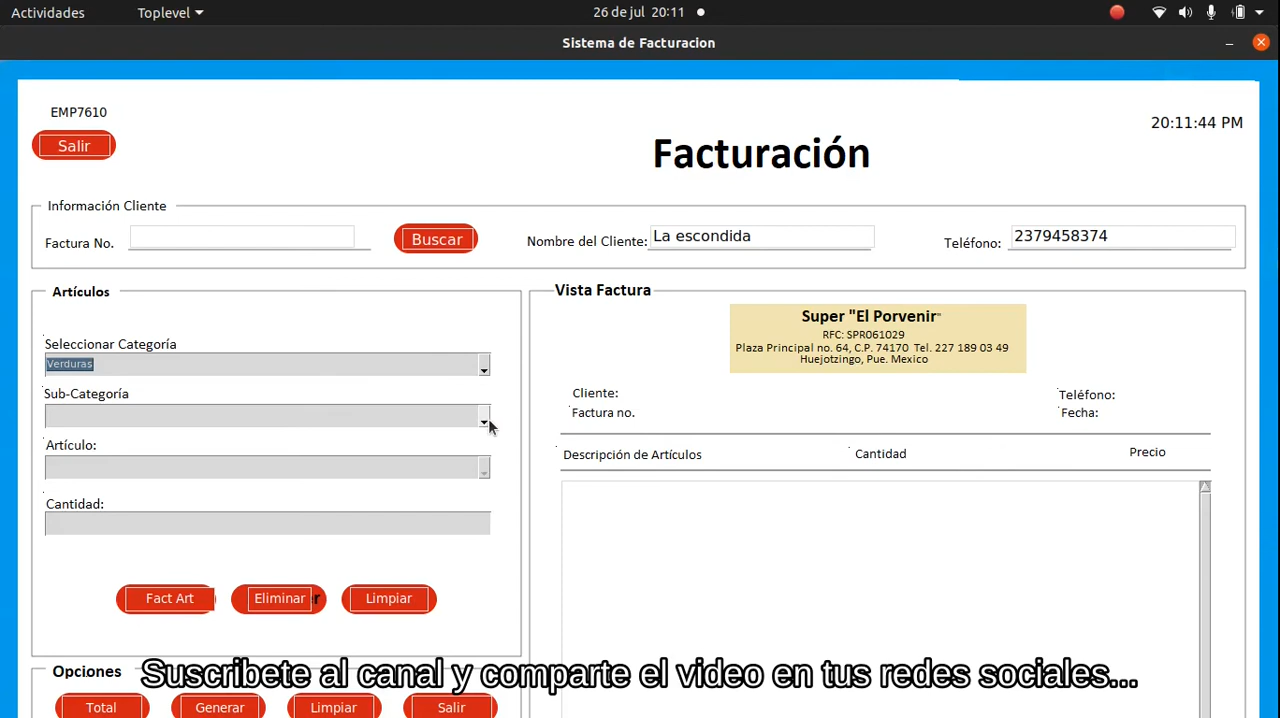 Actividades
Toplevel
26 de jul 20:11
Sistema de Facturacion
EMP7610
Salir
Facturación
20:11:44 PM
Información Cliente
Factura No.
Buscar
Nombre del Cliente: La escondida
Teléfono: 2379458374
Artículos
Seleccionar Categoría
Verduras
Sub-Categoría
Artículo:
Cantidad:
Fact Art
Eliminar
Limpiar
Vista Factura
Super "El Porvenir"
RFC: SPR061029
Plaza Principal no. 64, C.P. 74170 Tel. 227 189 03 49
Huejotzingo, Pue. Mexico
Cliente:
Teléfono:
Factura no.
Fecha:
Descripción de Artículos
Cantidad
Precio
Opciones
Total
Generar
Limpiar
Salir
Suscribete al canal y comparte el video en tus redes sociales...